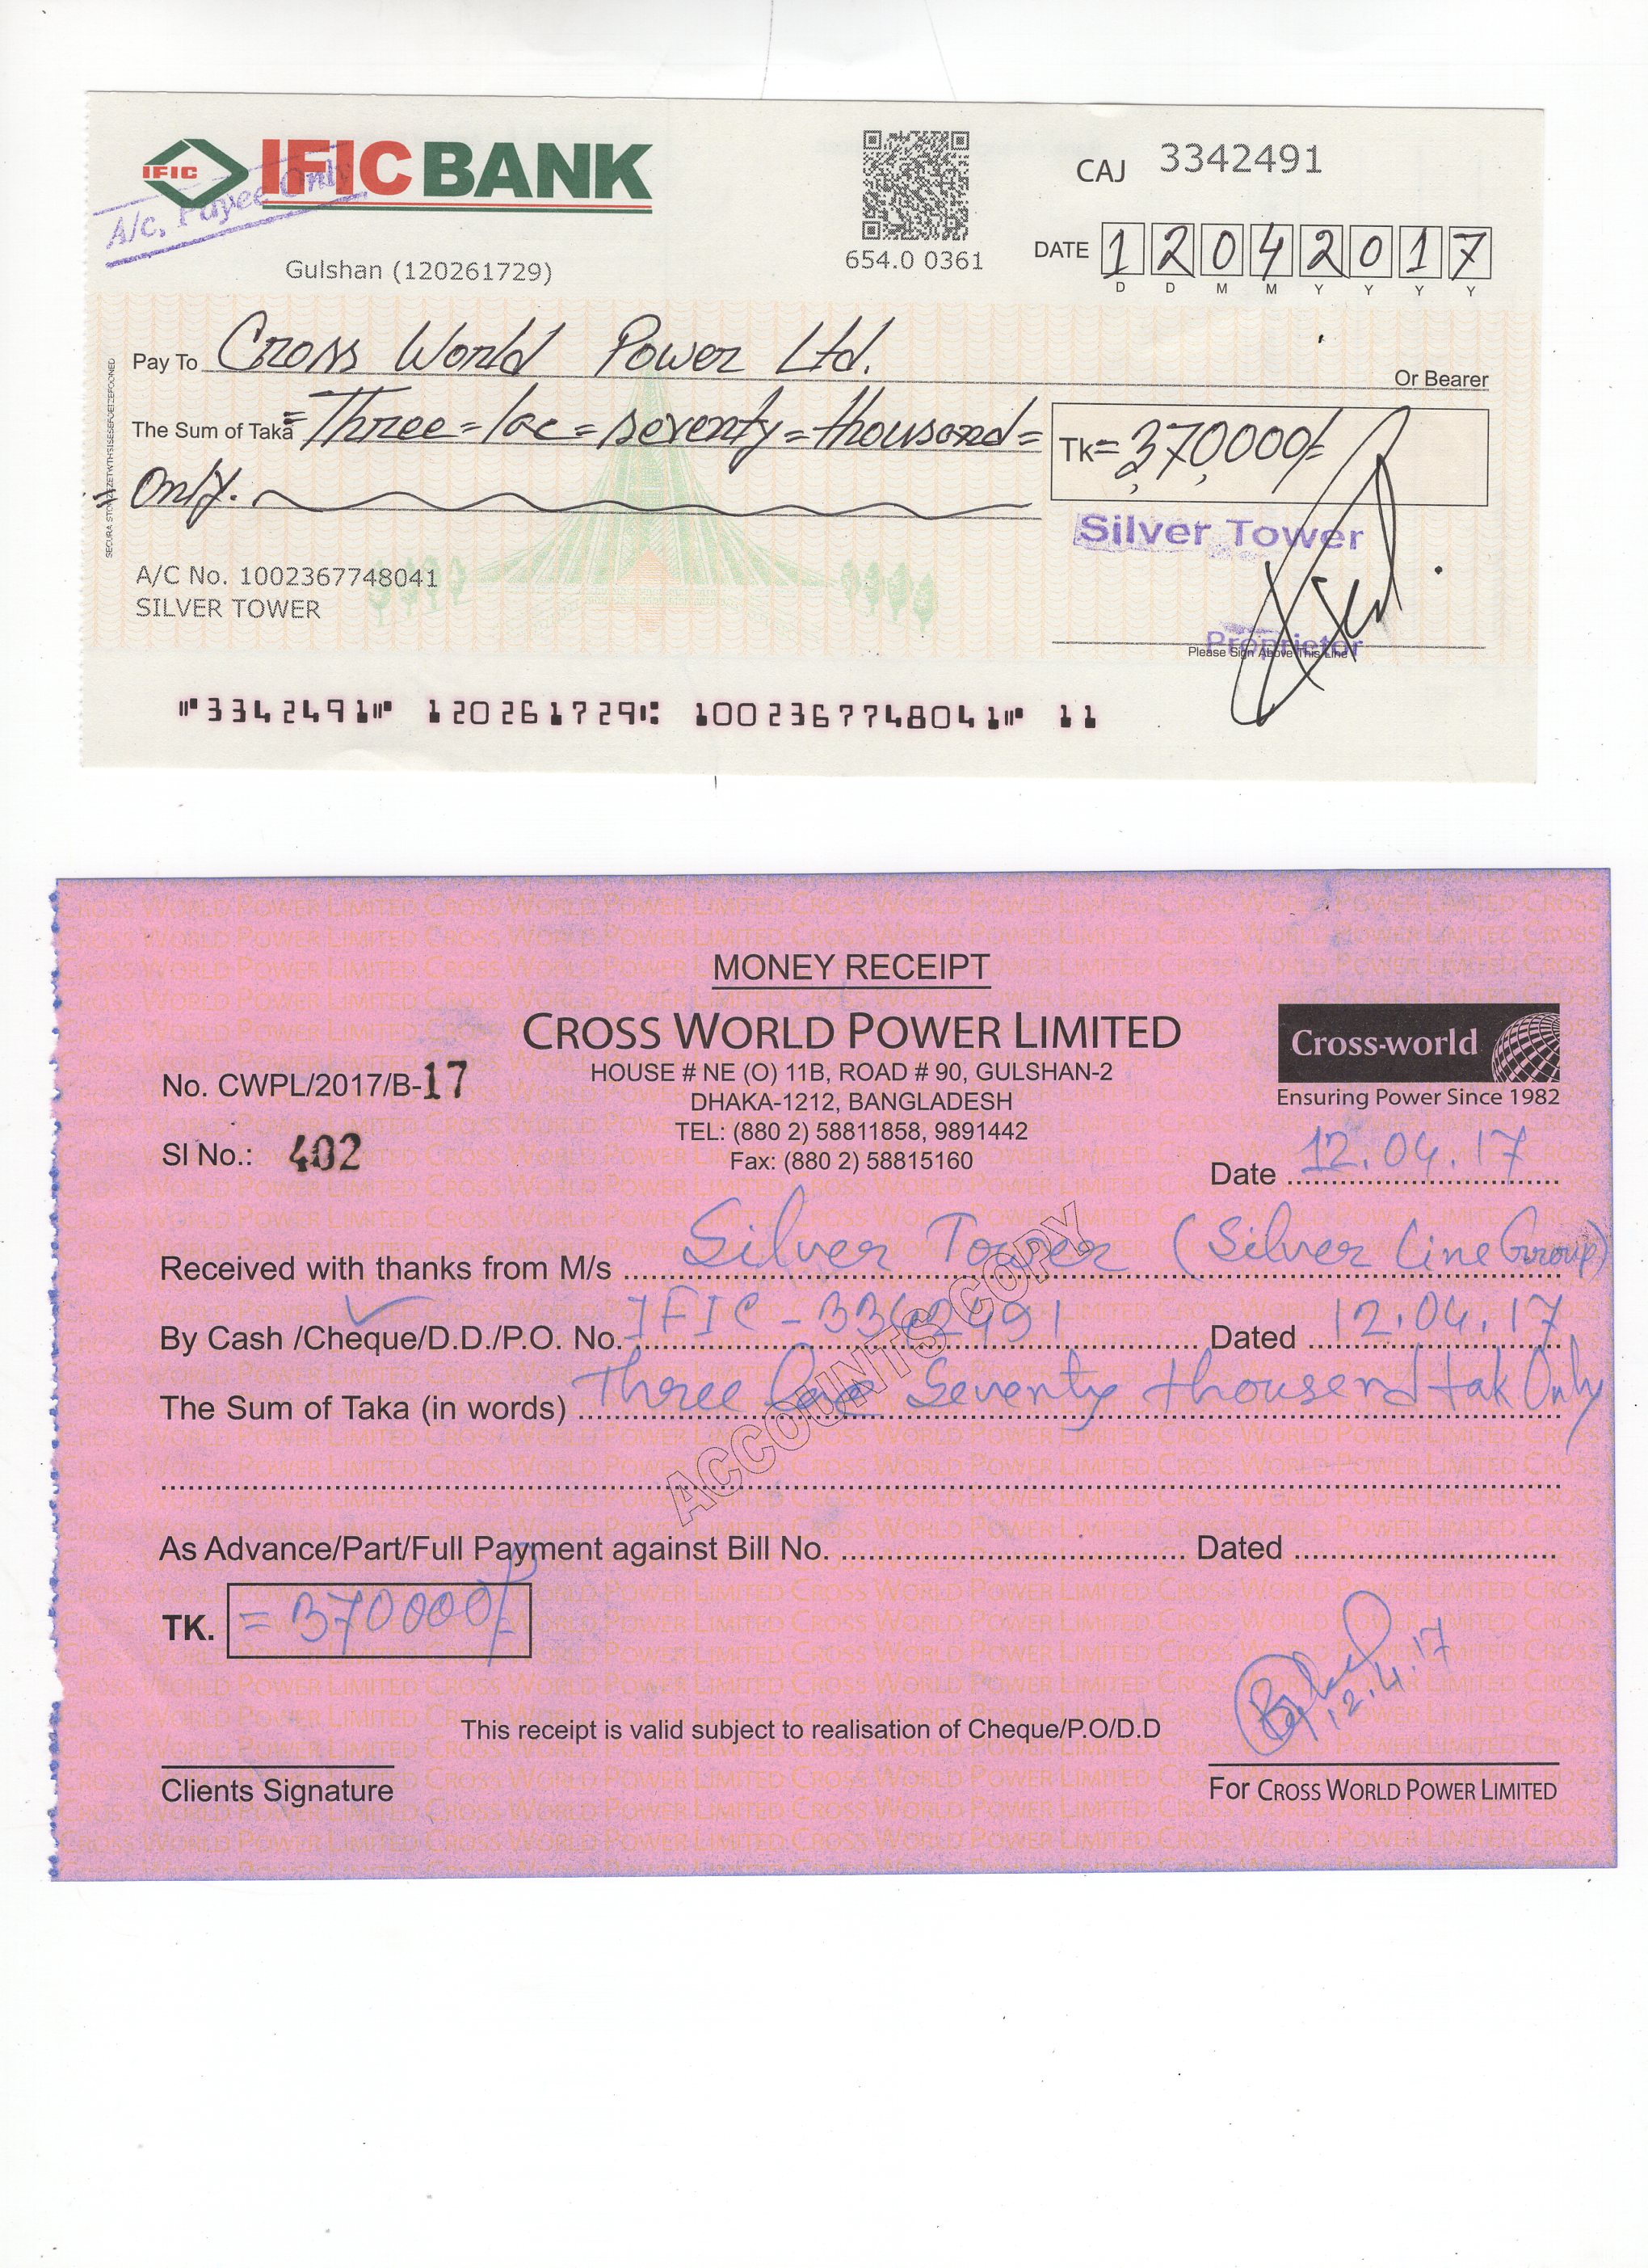 IFIC
IFIC BANK
A/c. Payee Only
Gulshan (120261729)
654.0 0361
CAJ 3342491
DATE 1 2 0 4 2 0 1 7
D D M M Y Y Y Y
Pay To Cross World Power Ltd. Or Bearer
The Sum of Taka =Three=lac=seventy=thousand=
=only.
Tk=3,70,000/=
Silver Tower
A/C No. 1002367748041
SILVER TOWER
Proprietor
Please Sign Above This Line
⑈3342491⑈ 120261729⑆ 1002367748041⑈ 11
MONEY RECEIPT
CROSS WORLD POWER LIMITED
HOUSE # NE (O) 11B, ROAD # 90, GULSHAN-2
DHAKA-1212, BANGLADESH
TEL: (880 2) 58811858, 9891442
Fax: (880 2) 58815160
Cross-world
Ensuring Power Since 1982
No. CWPL/2017/B-17
Sl No.: 402
Date 12.04.17
Received with thanks from M/s Silver Tower (Silver Line Group)
By Cash /Cheque/D.D./P.O. No. IFIC - 3342491 Dated 12.04.17
The Sum of Taka (in words) Three Lac Seventy thousend tak Only
ACCOUNTS COPY
As Advance/Part/Full Payment against Bill No. Dated
TK. = 370000/=
12.4.17
This receipt is valid subject to realisation of Cheque/P.O/D.D
Clients Signature
For CROSS WORLD POWER LIMITED